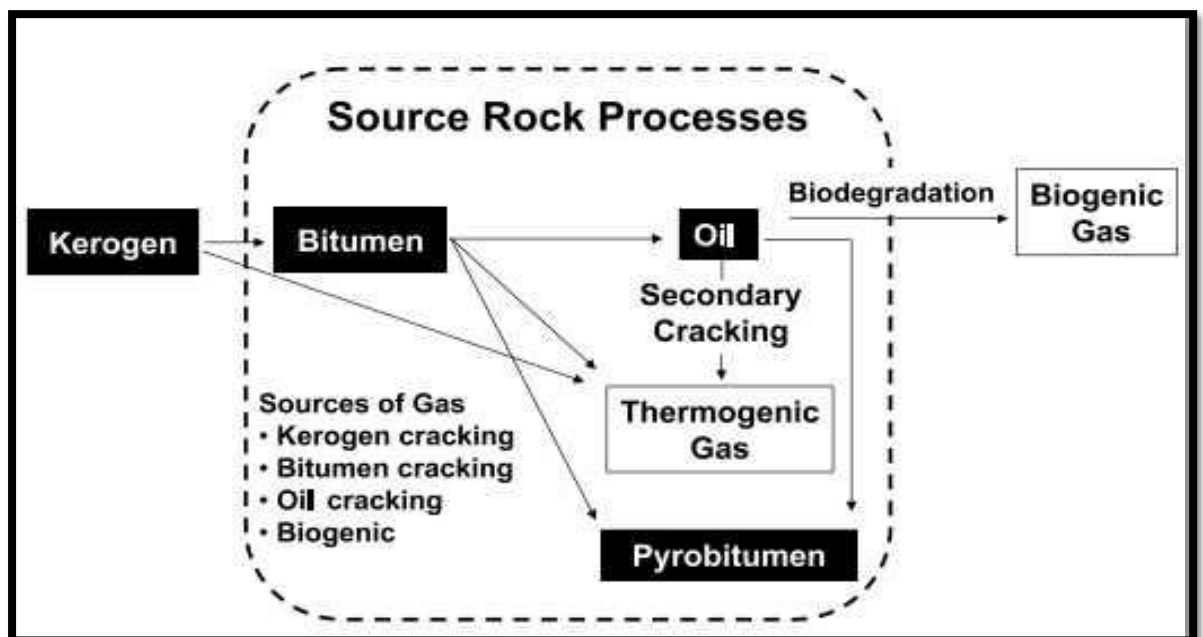 Source Rock Processes
Kerogen
Bitumen
Oil
Biodegradation
Biogenic
Gas
Secondary
Cracking
Thermogenic
Gas
Sources of Gas
• Kerogen cracking
• Bitumen cracking
• Oil cracking
• Biogenic
Pyrobitumen